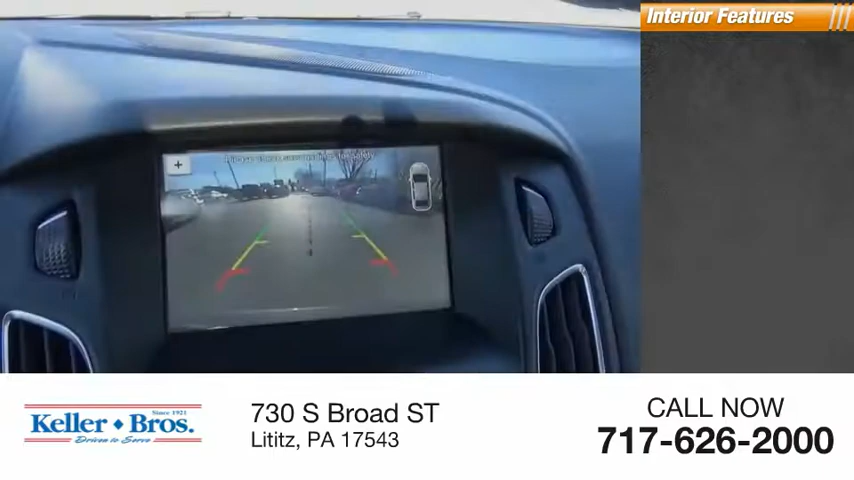 Interior Features
Since 1921
Keller Bros.
Driven to Serve
730 S Broad ST
Lititz, PA 17543
CALL NOW
717-626-2000